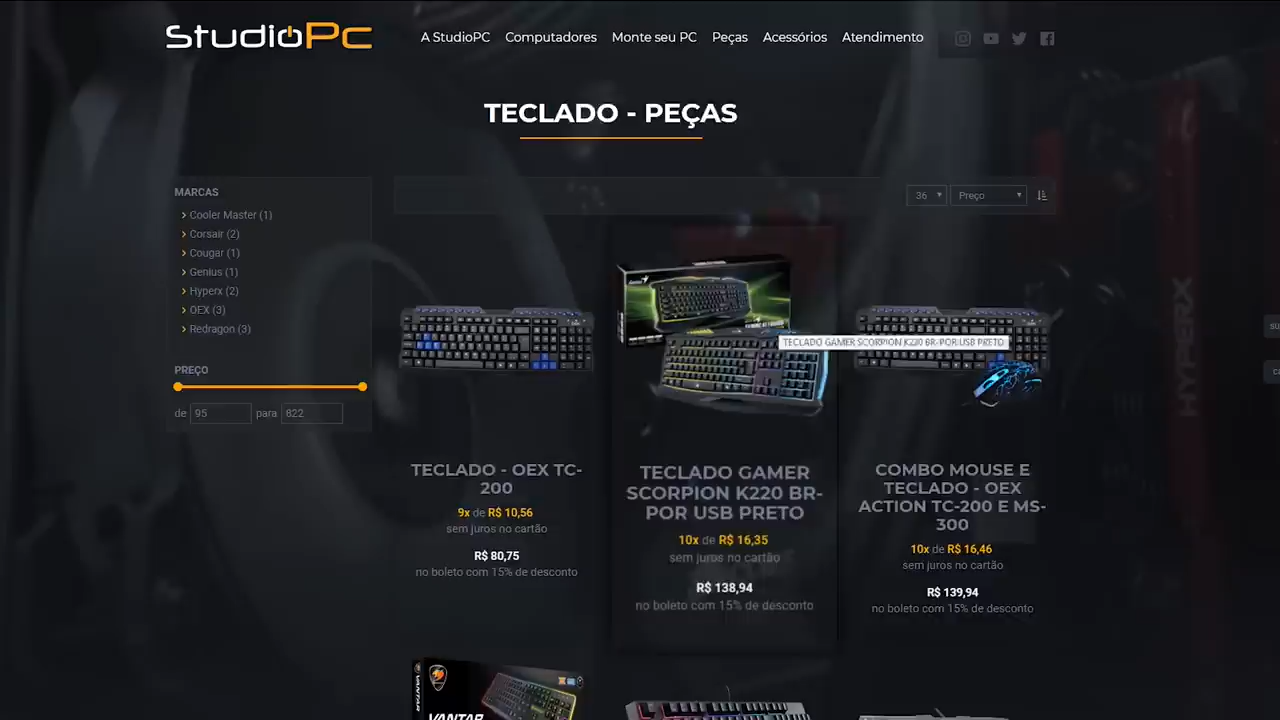 StudioPc
A StudioPC Computadores Monte seu PC Peças Acessórios Atendimento
TECLADO - PEÇAS
MARCAS
Cooler Master (1)
Corsair (2)
Cougar (1)
Genius (1)
Hyperx (2)
OEX (3)
Redragon (3)
PREÇO
de 95 para 822
36 Preço
TECLADO GAMER SCORPION K220 BR-POR USB PRETO
HYPERX
TECLADO - OEX TC-
200
9x de R$ 10,56
sem juros no cartão
R$ 80,75
no boleto com 15% de desconto
TECLADO GAMER
SCORPION K220 BR-
POR USB PRETO
10x de R$ 16,35
sem juros no cartão
R$ 138,94
no boleto com 15% de desconto
COMBO MOUSE E
TECLADO - OEX
ACTION TC-200 E MS-
300
10x de R$ 16,46
sem juros no cartão
R$ 139,94
no boleto com 15% de desconto
VANTAR